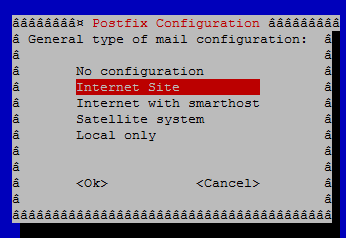 ââââââââ¤ Postfix Configuration âââââââââ
â General type of mail configuration: â
â â
â No configuration â
â Internet Site â
â Internet with smarthost â
â Satellite system â
â Local only â
â â
â â
â <Ok> <Cancel> â
â â
âââââââââââââââââââââââââââââââââââââââââ